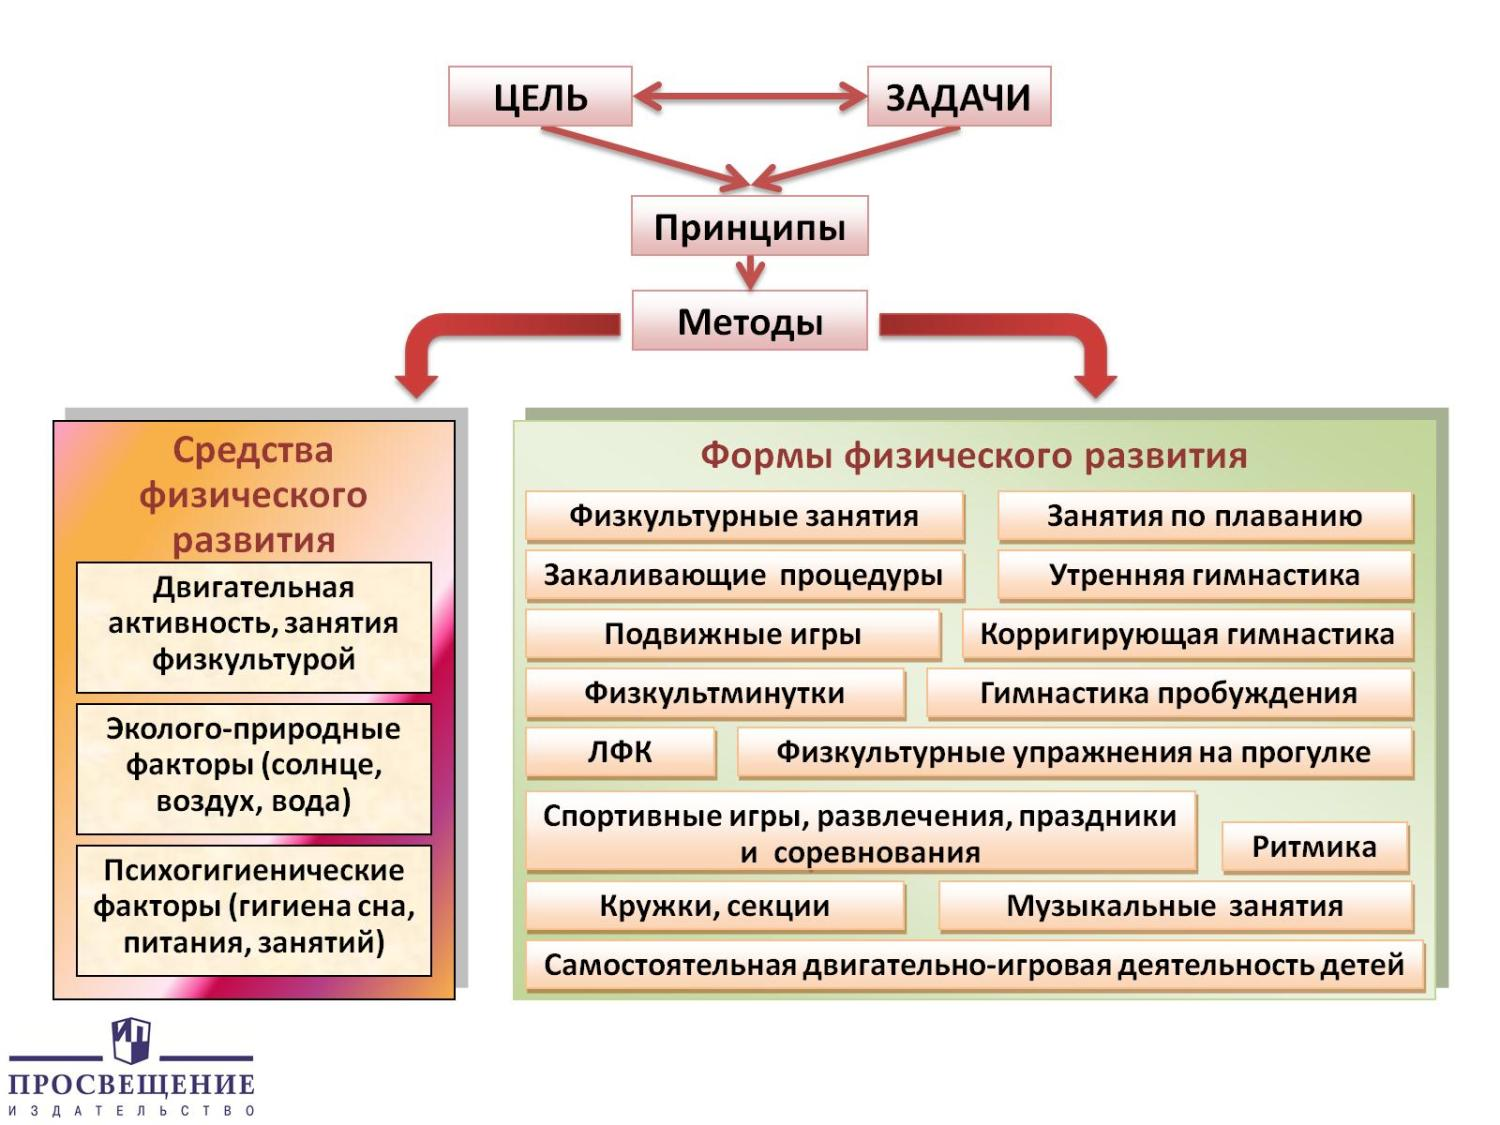 ЦЕЛЬ
ЗАДАЧИ
Принципы
Методы
Средства
физического
развития
Двигательная
активность, занятия
физкультурой
Эколого-природные
факторы (солнце,
воздух, вода)
Психогигиенические
факторы (гигиена сна,
питания, занятий)
Формы физического развития
Физкультурные занятия
Занятия по плаванию
Закаливающие процедуры
Утренняя гимнастика
Подвижные игры
Корригирующая гимнастика
Физкультминутки
Гимнастика пробуждения
ЛФК
Физкультурные упражнения на прогулке
Спортивные игры, развлечения, праздники
и соревнования
Ритмика
Кружки, секции
Музыкальные занятия
Самостоятельная двигательно-игровая деятельность детей
ИП
ПРОСВЕЩЕНИЕ
ИЗДАТЕЛЬСТВО